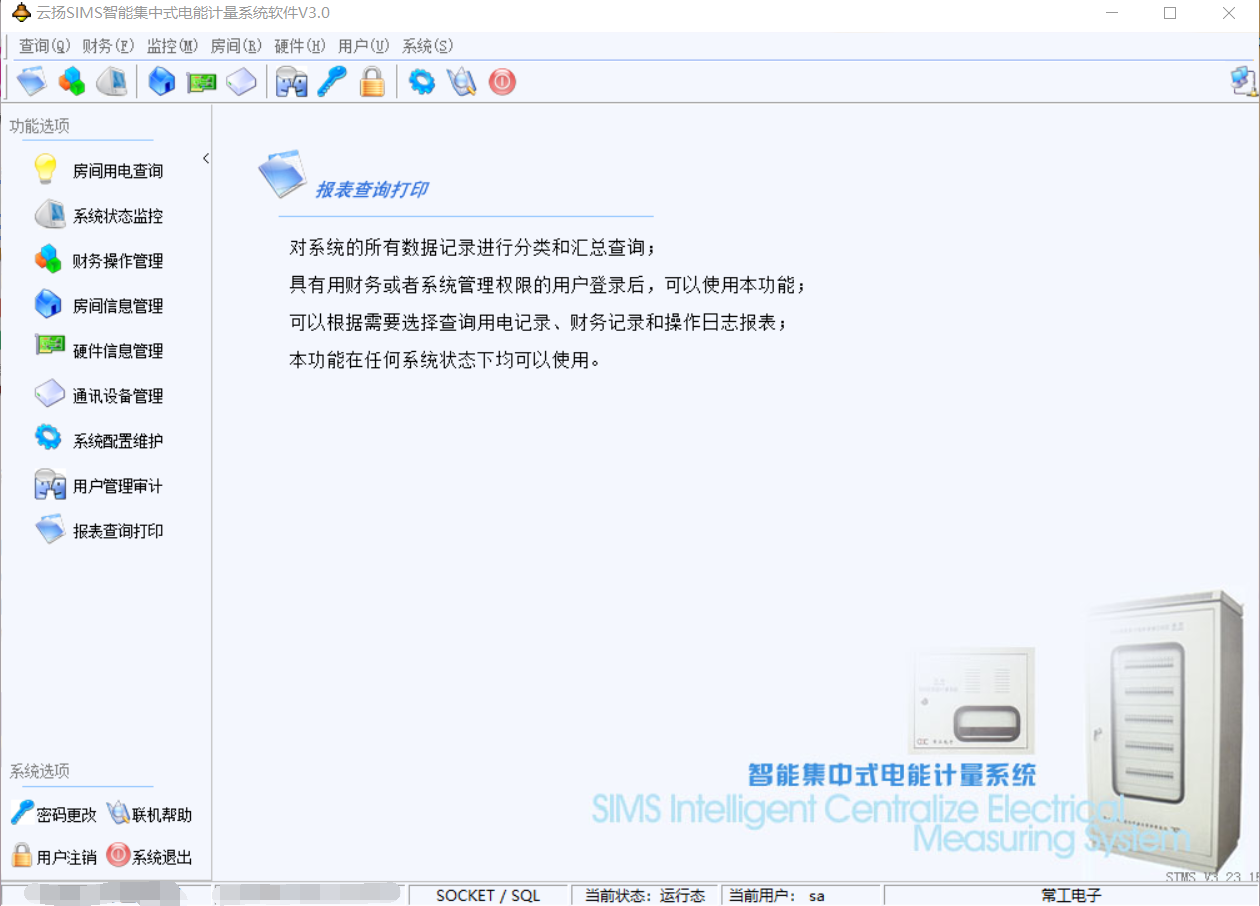 云扬SIMS智能集中式电能计量系统软件V3.0
查询(Q) 财务(F) 监控(M) 房间(R) 硬件(H) 用户(U) 系统(S)
功能选项
房间用电查询
系统状态监控
财务操作管理
房间信息管理
硬件信息管理
通讯设备管理
系统配置维护
用户管理审计
报表查询打印
报表查询打印
对系统的所有数据记录进行分类和汇总查询；
具有用财务或者系统管理权限的用户登录后，可以使用本功能；
可以根据需要选择查询用电记录、财务记录和操作日志报表；
本功能在任何系统状态下均可以使用。
智能集中式电能计量系统
SIMS Intelligent Centralize Electrical
Measuring System
SIMS V3.23.15
系统选项
密码更改 联机帮助
用户注销 系统退出
SOCKET / SQL 当前状态：运行态 当前用户： sa 常工电子